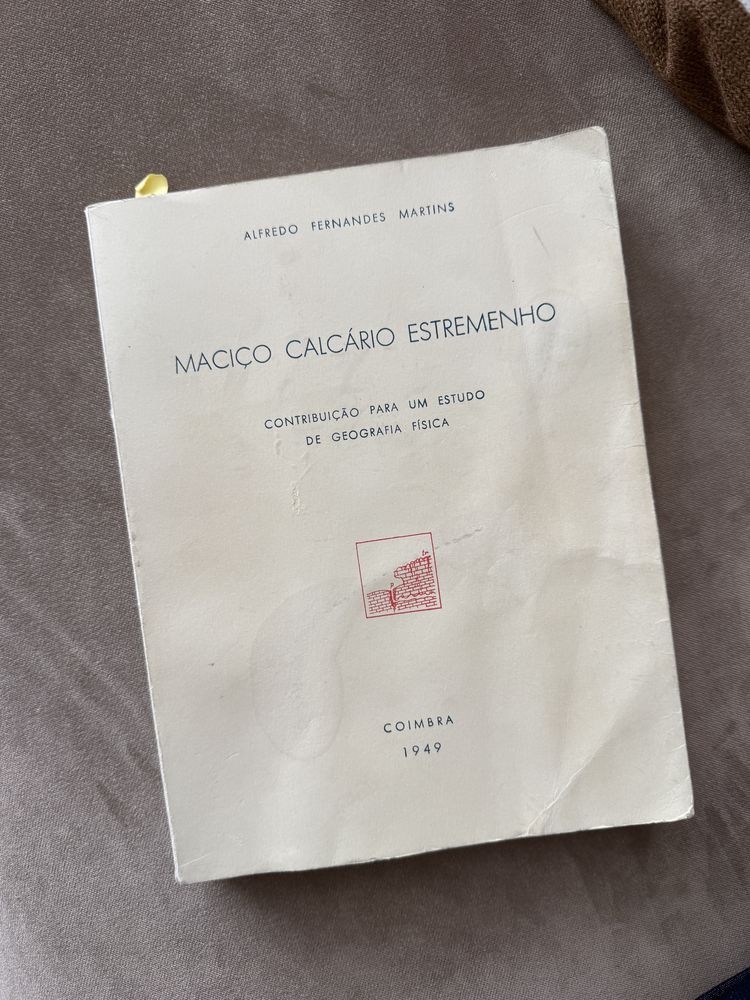 ALFREDO FERNANDES MARTINS
MACIÇO CALCÁRIO ESTREMENHO
CONTRIBUIÇÃO PARA UM ESTUDO
DE GEOGRAFIA FÍSICA
COIMBRA
1949